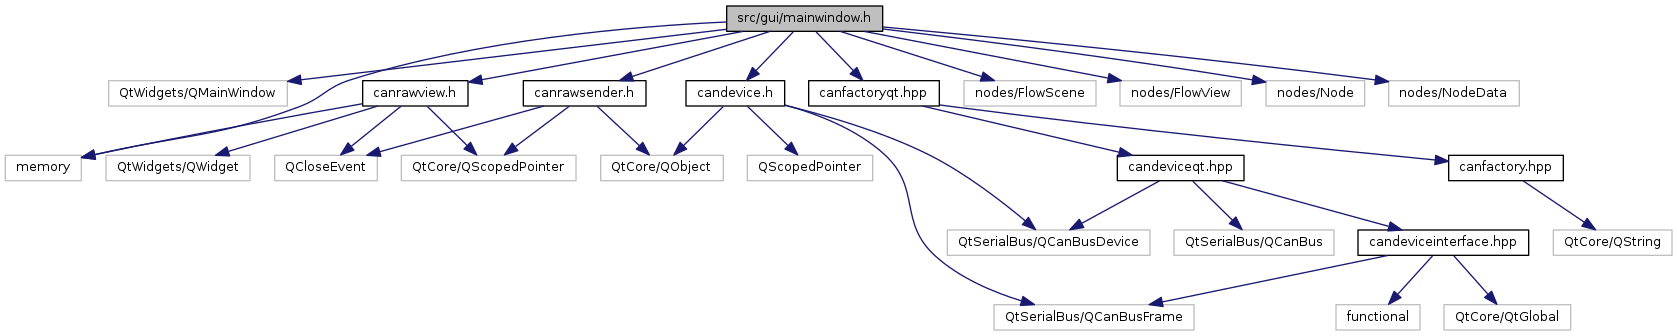 src/gui/mainwindow.h
QtWidgets/QMainWindow
canrawview.h
canrawsender.h
candevice.h
canfactoryqt.hpp
nodes/FlowScene
nodes/FlowView
nodes/Node
nodes/NodeData
memory
QtWidgets/QWidget
QCloseEvent
QtCore/QScopedPointer
QtCore/QObject
QScopedPointer
candeviceqt.hpp
canfactory.hpp
QtSerialBus/QCanBusDevice
QtSerialBus/QCanBus
candeviceinterface.hpp
QtCore/QString
QtSerialBus/QCanBusFrame
functional
QtCore/QtGlobal